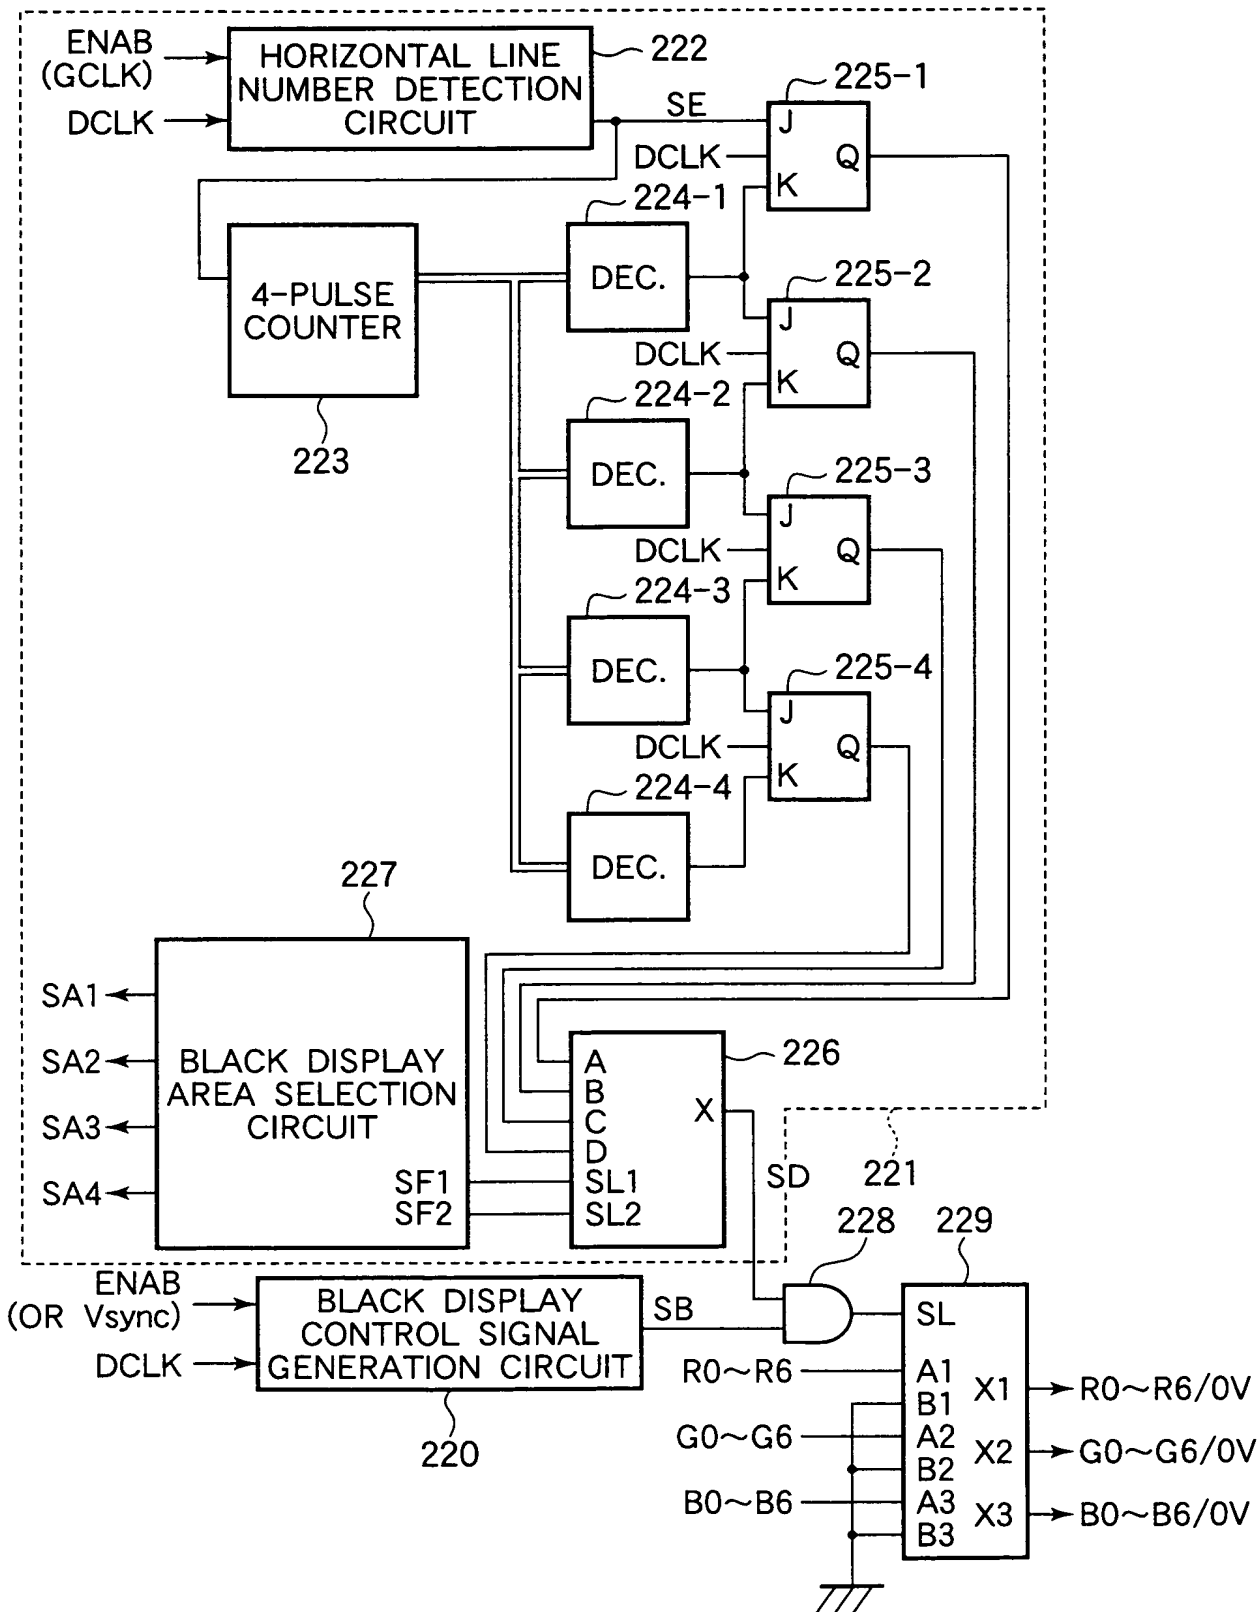 ENAB
(GCLK)
DCLK
HORIZONTAL LINE
NUMBER DETECTION
CIRCUIT
222
SE
225-1
J
DCLK
K
Q
224-1
4-PULSE
COUNTER
223
DEC.
225-2
J
DCLK
K
Q
224-2
DEC.
225-3
J
DCLK
K
Q
224-3
DEC.
225-4
J
DCLK
K
Q
224-4
DEC.
227
SA1
SA2
SA3
SA4
BLACK DISPLAY
AREA SELECTION
CIRCUIT
SF1
SF2
226
A
B
C
D
SL1
SL2
X
SD
221
228
229
ENAB
(OR Vsync)
DCLK
BLACK DISPLAY
CONTROL SIGNAL
GENERATION CIRCUIT
220
SB
SL
R0~R6
A1
B1
G0~G6
A2
B2
B0~B6
A3
B3
X1
R0~R6/0V
X2
G0~G6/0V
X3
B0~B6/0V